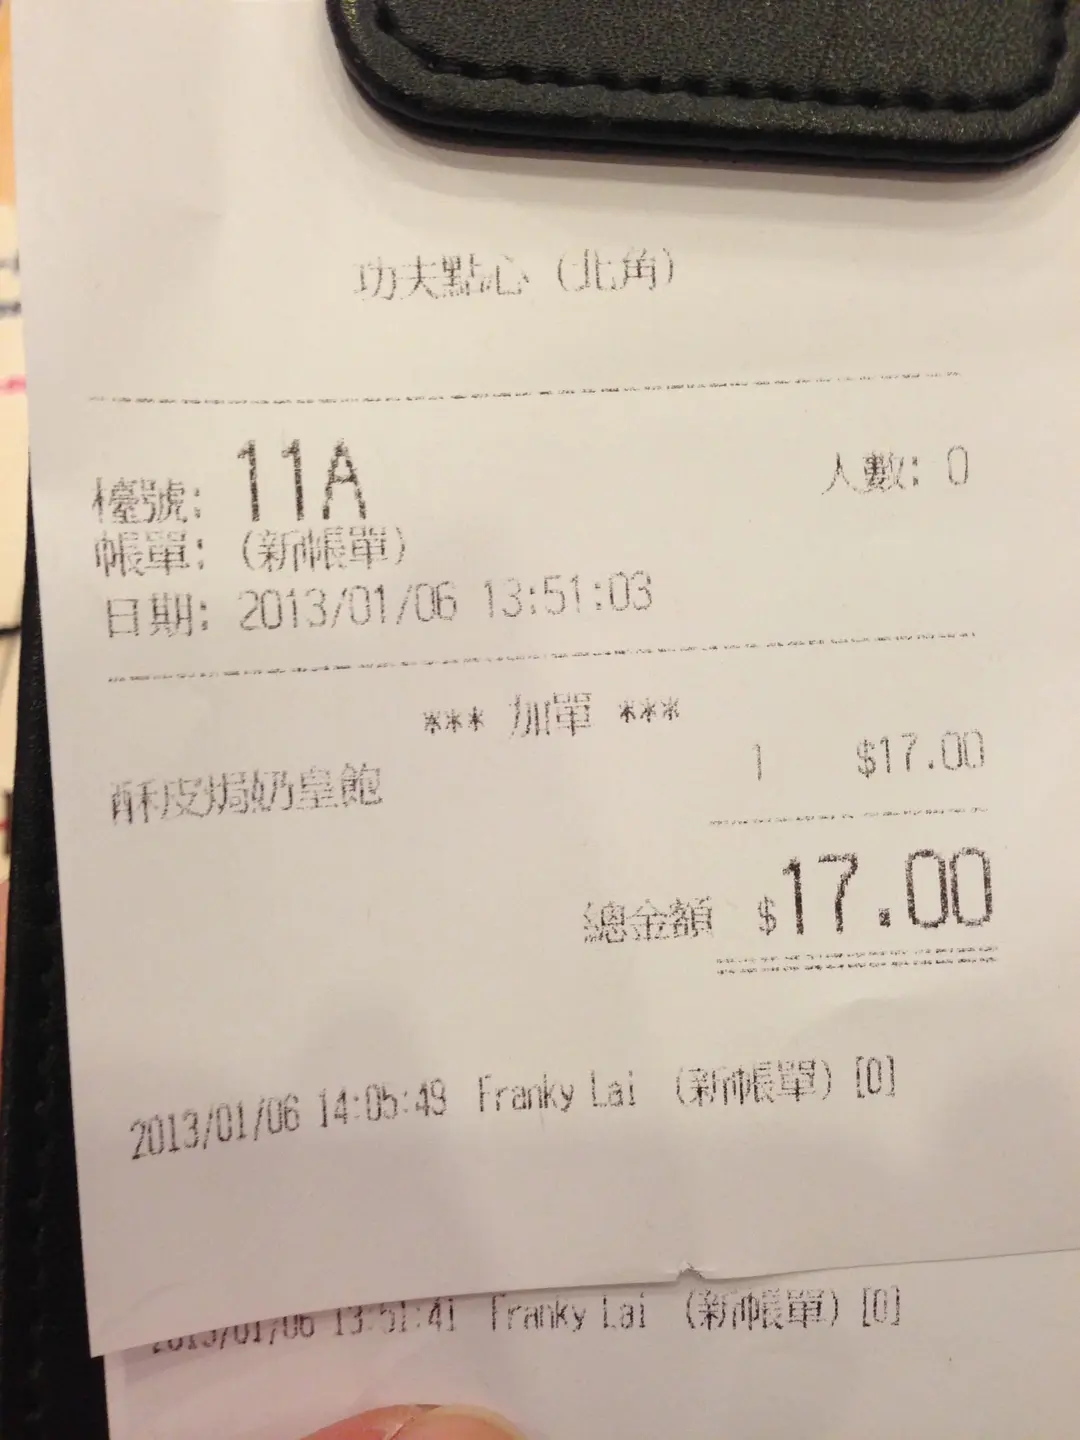 功夫點心（北角）
檯號: 11A 人數: 0
帳單: (新帳單)
日期: 2013/01/06 13:51:03
*** 加單 ***
酥皮焗奶皇飽 1 $17.00
總金額 $17.00
2013/01/06 14:05:49 Franky Lai (新帳單) [0]
2013/01/06 13:51:41 Franky Lai (新帳單) [0]